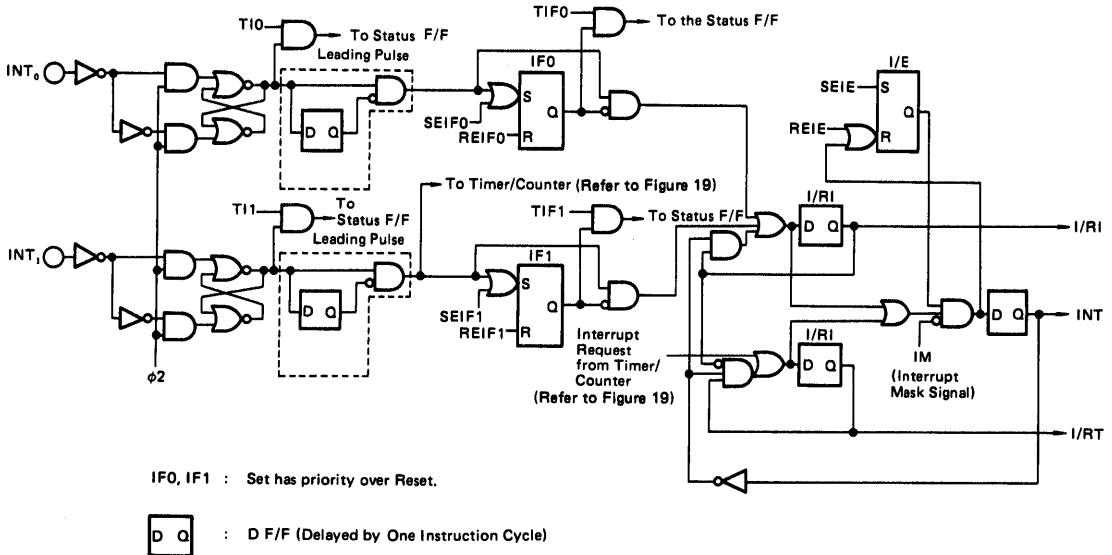 TI0
To Status F/F
Leading Pulse
INT₀
D Q
TIF0
To the Status F/F
IF0
S
Q
R
SEIF0
REIF0
I/E
SEIE
S
Q
REIE
R
To Timer/Counter (Refer to Figure 19)
TI1
To
Status F/F
Leading Pulse
INT₁
D Q
φ2
TIF1
To Status F/F
IF1
S
Q
R
SEIF1
REIF1
I/RI
D Q
I/RI
Interrupt
Request
from Timer/
Counter
(Refer to Figure 19)
I/RI
D Q
D Q
INT
IM
(Interrupt
Mask Signal)
I/RT
IF0, IF1 : Set has priority over Reset.
D Q : D F/F (Delayed by One Instruction Cycle)